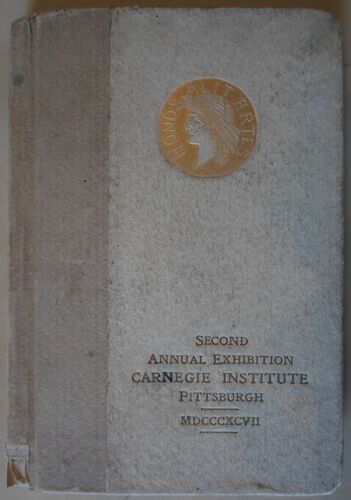 HONOS·ALIT·ARTES
SECOND
ANNUAL EXHIBITION
CARNEGIE INSTITUTE
PITTSBURGH
MDCCCXCVII